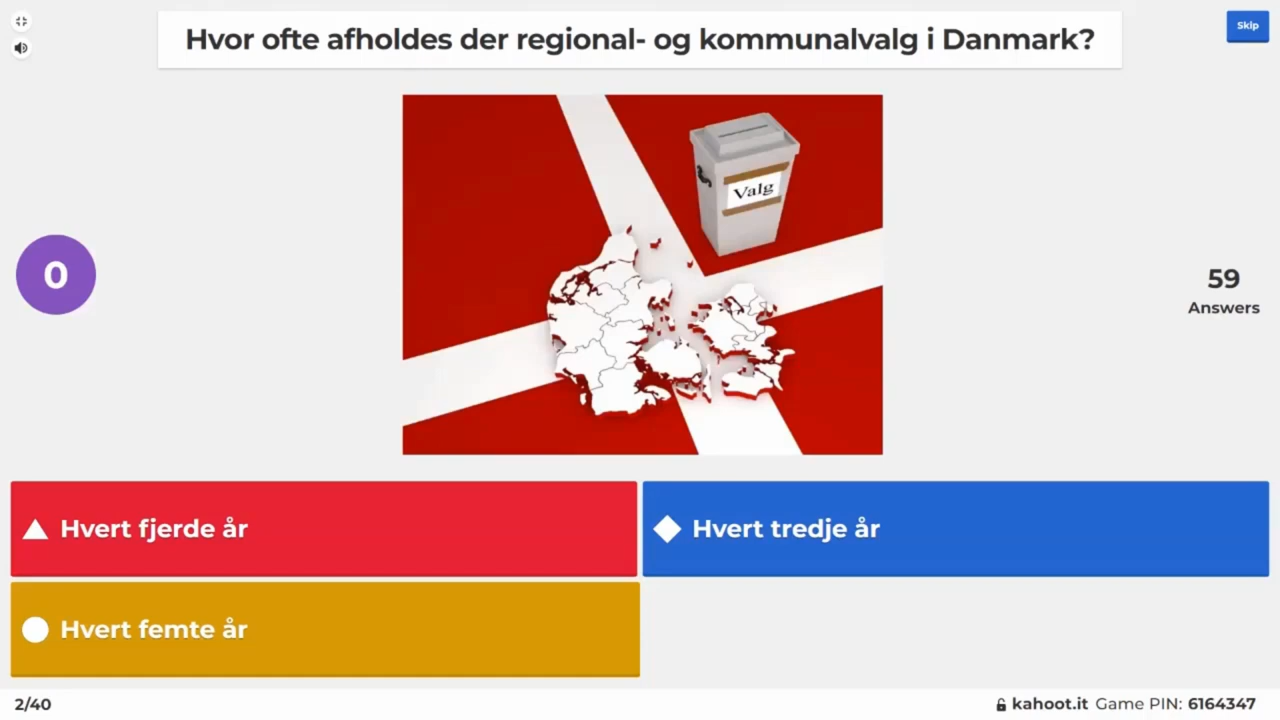 Hvor ofte afholdes der regional- og kommunalvalg i Danmark?
Skip
Valg
0
59
Answers
Hvert fjerde år
Hvert tredje år
Hvert femte år
2/40
kahoot.it Game PIN: 6164347